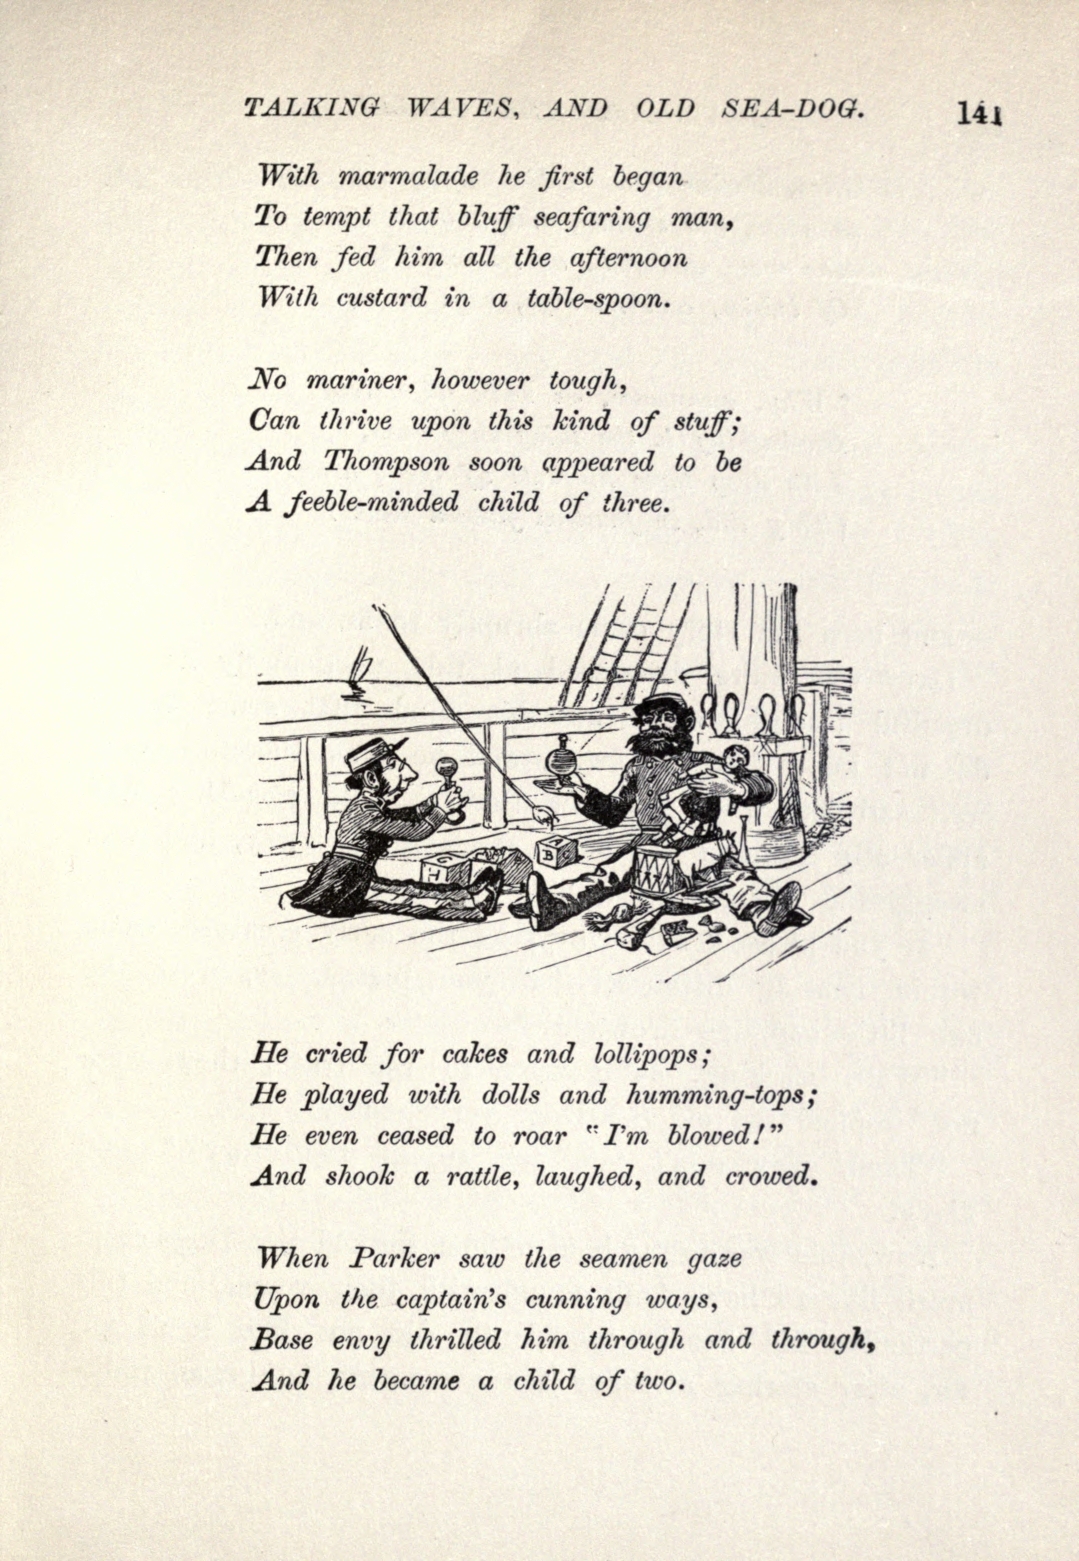 TALKING WAVES, AND OLD SEA-DOG. 141
With marmalade he first began
To tempt that bluff seafaring man,
Then fed him all the afternoon
With custard in a table-spoon.
No mariner, however tough,
Can thrive upon this kind of stuff;
And Thompson soon appeared to be
A feeble-minded child of three.
H
B
He cried for cakes and lollipops;
He played with dolls and humming-tops;
He even ceased to roar "I'm blowed!"
And shook a rattle, laughed, and crowed.
When Parker saw the seamen gaze
Upon the captain's cunning ways,
Base envy thrilled him through and through,
And he became a child of two.